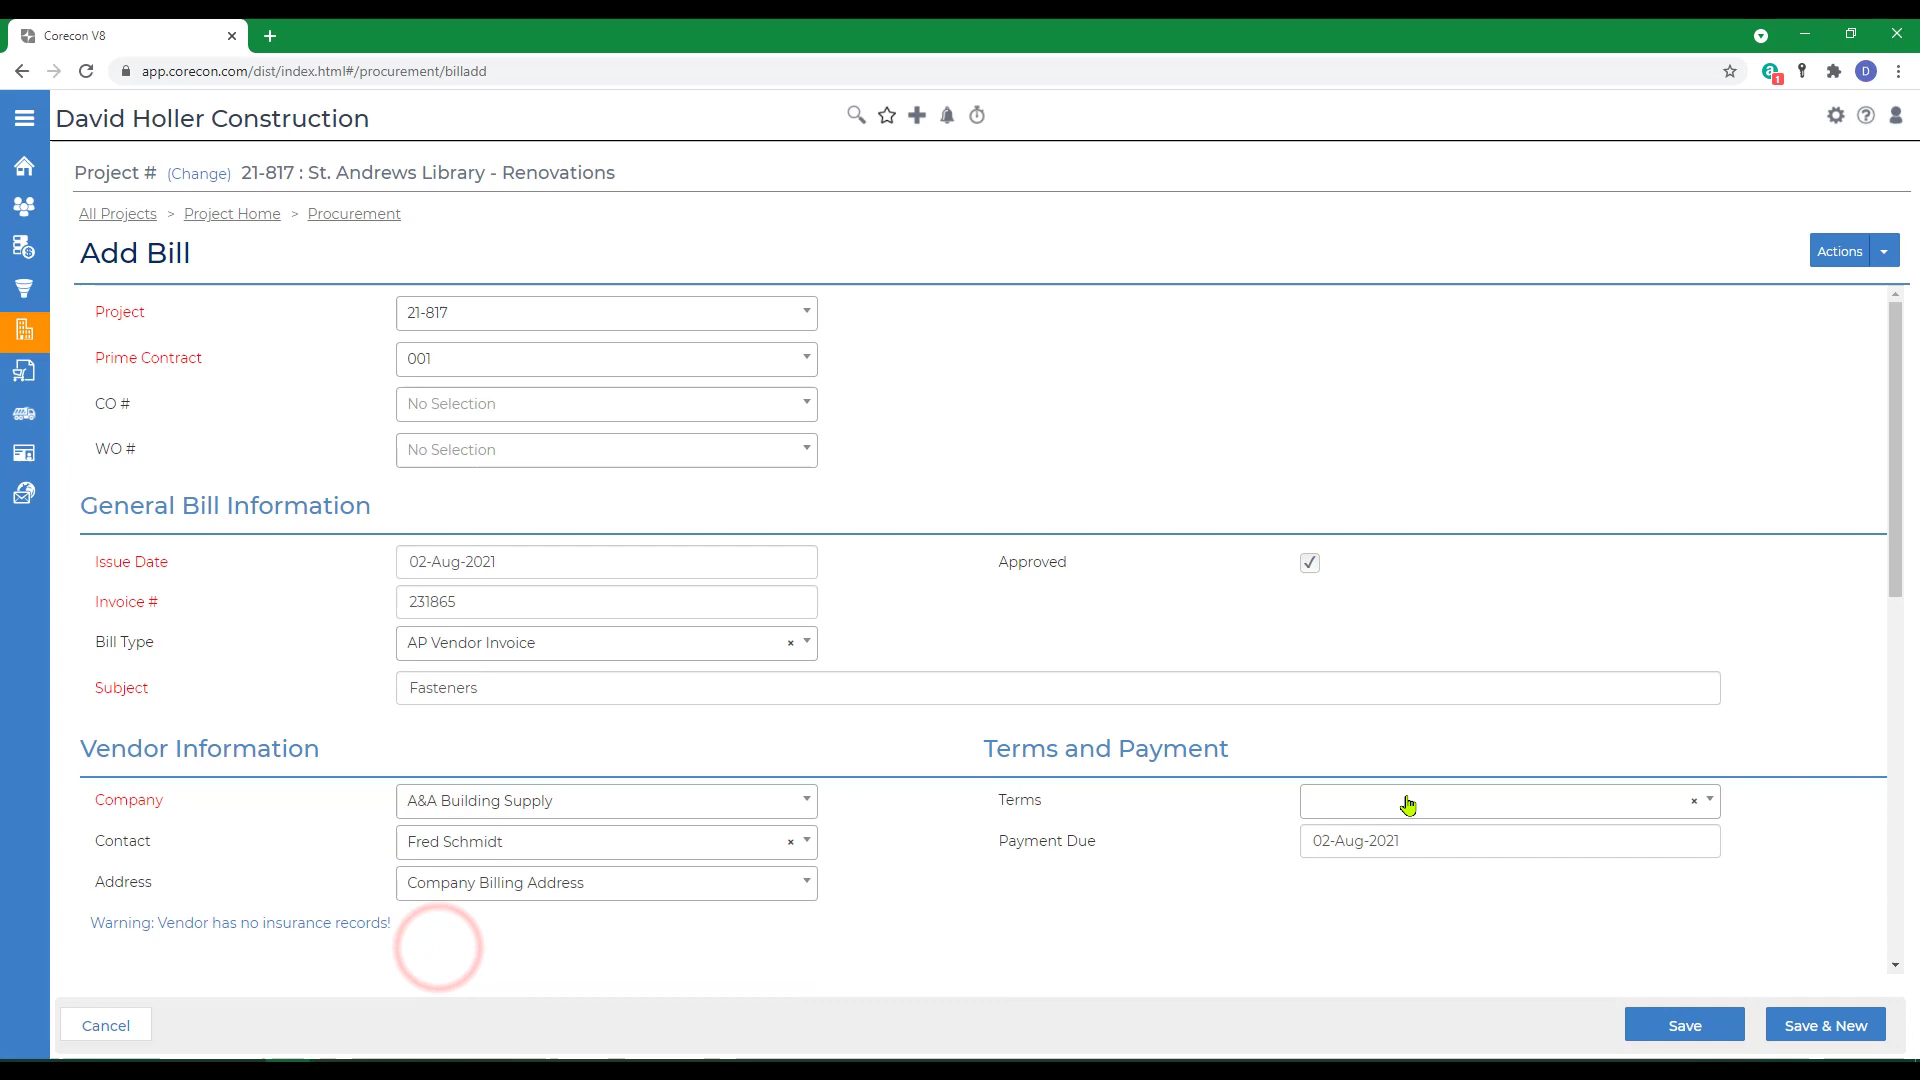 Corecon V8
app.corecon.com/dist/index.html#/procurement/billadd
1
D
David Holler Construction
Project # (Change) 21-817 : St. Andrews Library - Renovations
All Projects > Project Home > Procurement
Add Bill
Actions
Project 21-817
Prime Contract 001
CO # No Selection
WO # No Selection
General Bill Information
Issue Date 02-Aug-2021 Approved
Invoice # 231865
Bill Type AP Vendor Invoice ×
Subject Fasteners
Vendor Information Terms and Payment
Company A&A Building Supply Terms ×
Contact Fred Schmidt × Payment Due 02-Aug-2021
Address Company Billing Address
Warning: Vendor has no insurance records!
Cancel Save Save & New